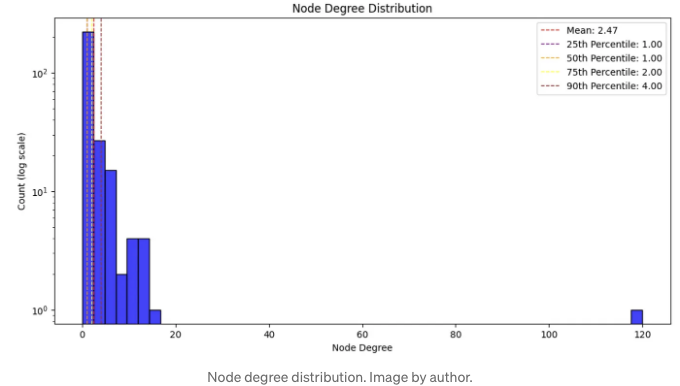 Node Degree Distribution
Mean: 2.47
25th Percentile: 1.00
50th Percentile: 1.00
75th Percentile: 2.00
90th Percentile: 4.00
Count (log scale)
10²
10¹
10⁰
0 20 40 60 80 100 120
Node Degree
Node degree distribution. Image by author.